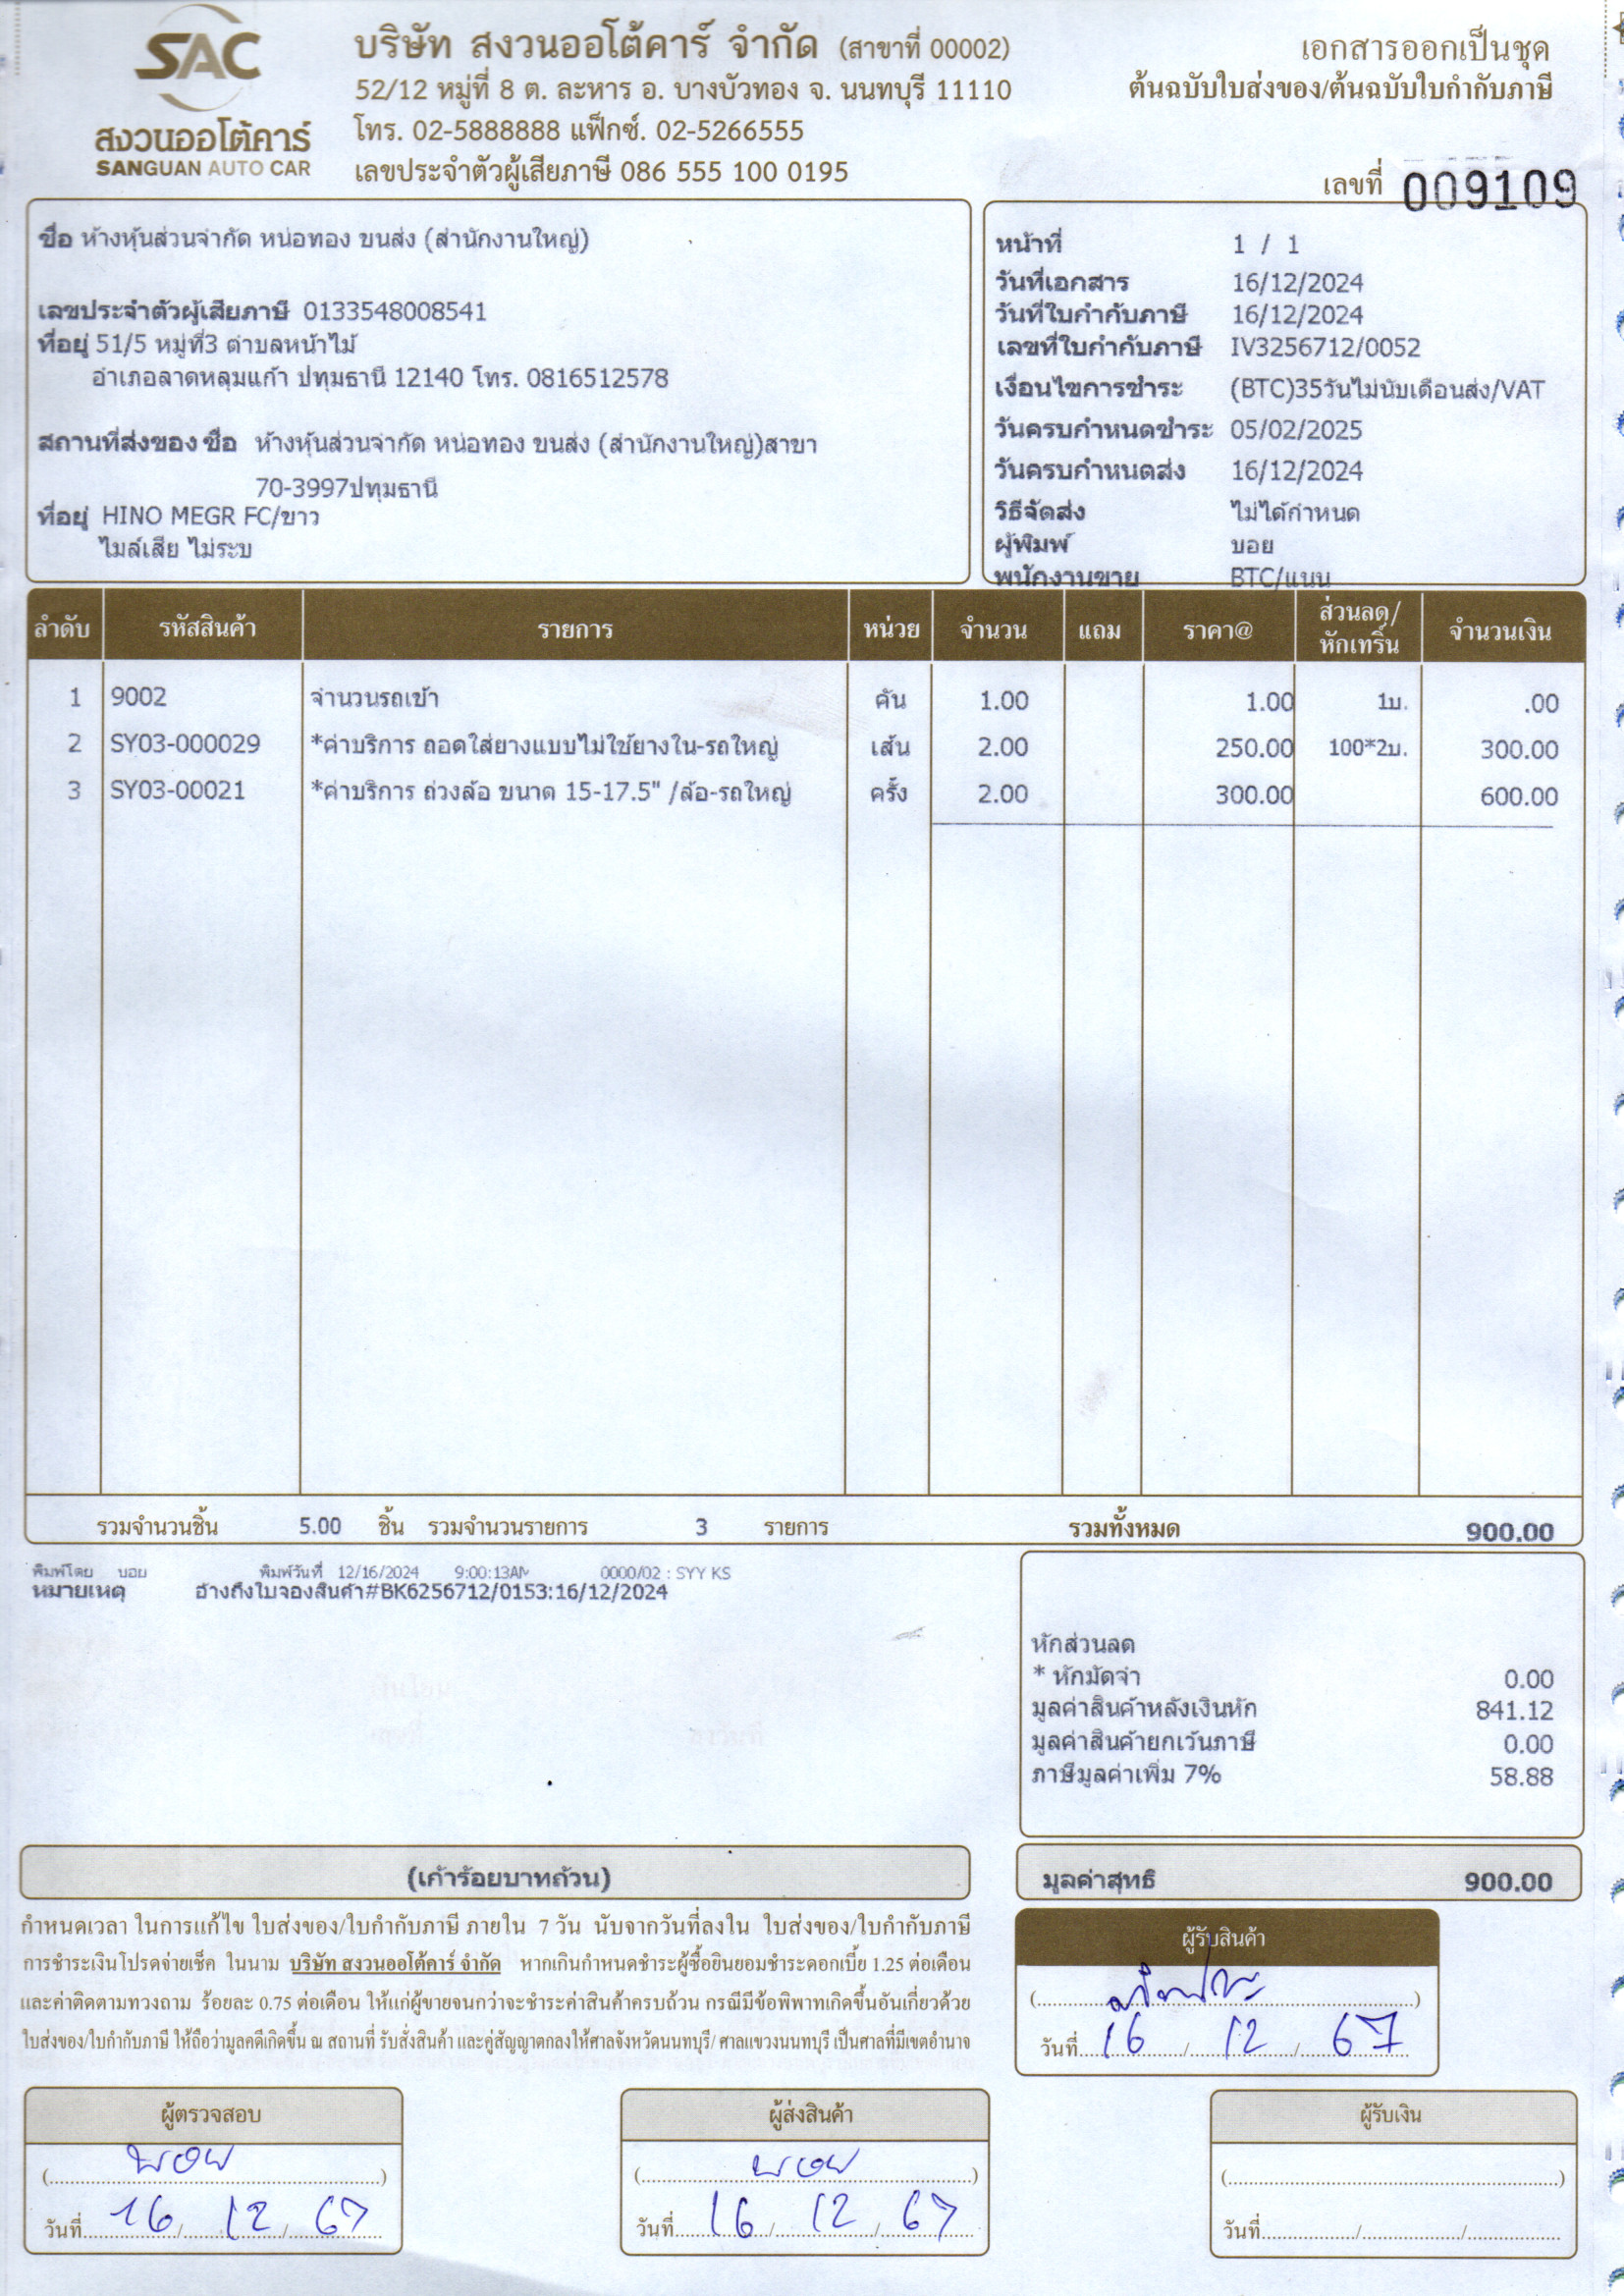 SAC
สงวนออโต้คาร์
SANGUAN AUTO CAR
บริษัท สงวนออโต้คาร์ จำกัด (สาขาที่ 00002)
52/12 หมู่ที่ 8 ต. ละหาร อ. บางบัวทอง จ. นนทบุรี 11110
โทร. 02-5888888 แฟ็กซ์. 02-5266555
เลขประจำตัวผู้เสียภาษี 086 555 100 0195
เอกสารออกเป็นชุด
ต้นฉบับใบส่งของ/ต้นฉบับใบกำกับภาษี
เลขที่ 009109
ชื่อ ห้างหุ้นส่วนจำกัด หน่อทอง ขนส่ง (สำนักงานใหญ่)
เลขประจำตัวผู้เสียภาษี 0133548008541
ที่อยู่ 51/5 หมู่ที่3 ตำบลหน้าไม้
อำเภอลาดหลุมแก้ว ปทุมธานี 12140 โทร. 0816512578
สถานที่ส่งของ ชื่อ ห้างหุ้นส่วนจำกัด หน่อทอง ขนส่ง (สำนักงานใหญ่)สาขา
70-3997ปทุมธานี
ที่อยู่ HINO MEGR FC/ขาว
ไมล์เสีย ไม่ระบ
หน้าที่ 1 / 1
วันที่เอกสาร 16/12/2024
วันที่ใบกำกับภาษี 16/12/2024
เลขที่ใบกำกับภาษี IV3256712/0052
เงื่อนไขการชำระ (BTC)35วันไม่นับเดือนส่ง/VAT
วันครบกำหนดชำระ 05/02/2025
วันครบกำหนดส่ง 16/12/2024
วิธีจัดส่ง ไม่ได้กำหนด
ผู้พิมพ์ บอย
พนักงานขาย BTC/แนน
ลำดับ รหัสสินค้า รายการ หน่วย จำนวน แถม ราคา@ ส่วนลด/หักเทริ์น จำนวนเงิน
1 9002 จำนวนรถเข้า คัน 1.00 1.00 1บ. .00
2 SY03-000029 *ค่าบริการ ถอดใส่ยางแบบไม่ใช้ยางใน-รถใหญ่ เส้น 2.00 250.00 100*2บ. 300.00
3 SY03-00021 *ค่าบริการ ถ่วงล้อ ขนาด 15-17.5" /ล้อ-รถใหญ่ ครั้ง 2.00 300.00 600.00
รวมจำนวนชิ้น 5.00 ชิ้น รวมจำนวนรายการ 3 รายการ รวมทั้งหมด 900.00
พิมพ์โดย บอย พิมพ์วันที่ 12/16/2024 9:00:13AM 0000/02 : SYY KS
หมายเหตุ อ้างถึงใบจองสินค้า#BK6256712/0153:16/12/2024
หักส่วนลด
* หักมัดจำ 0.00
มูลค่าสินค้าหลังเงินหัก 841.12
มูลค่าสินค้ายกเว้นภาษี 0.00
ภาษีมูลค่าเพิ่ม 7% 58.88
(เก้าร้อยบาทถ้วน)
มูลค่าสุทธิ 900.00
กำหนดเวลา ในการแก้ไข ใบส่งของ/ใบกำกับภาษี ภายใน 7 วัน นับจากวันที่ลงใน ใบส่งของ/ใบกำกับภาษี
การชำระเงินโปรดจ่ายเช็ค ในนาม บริษัท สงวนออโต้คาร์ จำกัด หากเกินกำหนดชำระผู้ซื้อยินยอมชำระดอกเบี้ย 1.25 ต่อเดือน
และค่าติดตามทวงถาม ร้อยละ 0.75 ต่อเดือน ให้แก่ผู้ขายจนกว่าจะชำระค่าสินค้าครบถ้วน กรณีมีข้อพิพาทเกิดขึ้นอันเกี่ยวด้วย
ใบส่งของ/ใบกำกับภาษี ให้ถือว่ามูลคดีเกิดขึ้น ณ สถานที่ รับสั่งสินค้า และคู่สัญญาตกลงให้ศาลจังหวัดนนทบุรี/ ศาลแขวงนนทบุรี เป็นศาลที่มีเขตอำนาจ
ผู้รับสินค้า
วันที่ 16 / 12 / 67
ผู้ตรวจสอบ
(บอย)
วันที่ 16 / 12 / 67
ผู้ส่งสินค้า
(บอย)
วันที่ 16 / 12 / 67
ผู้รับเงิน
วันที่ / /